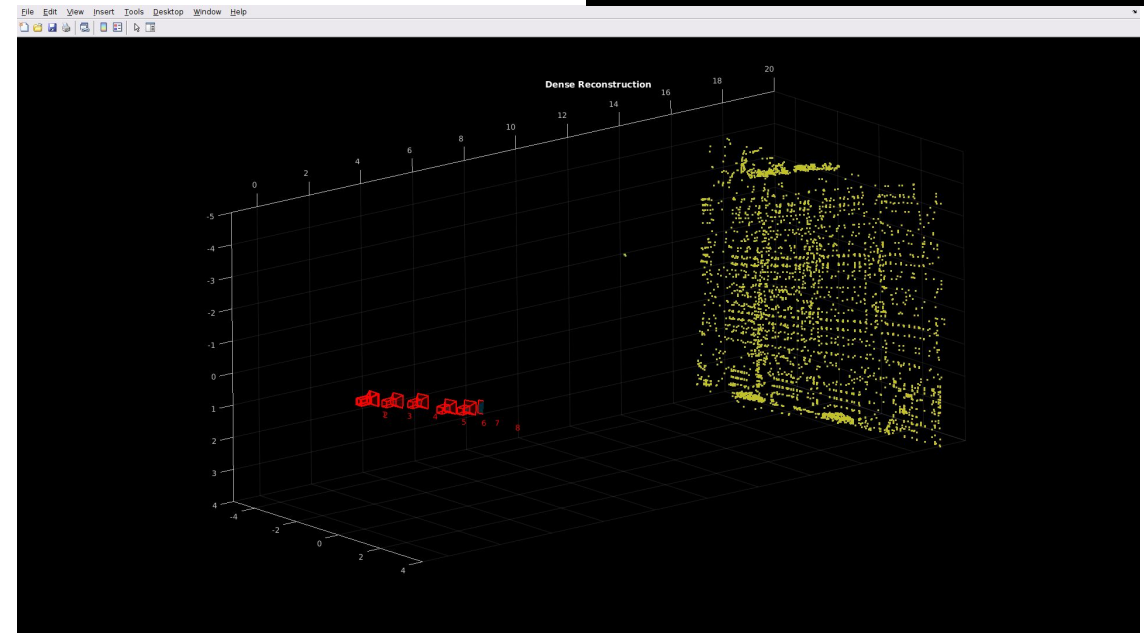 File Edit View Insert Tools Desktop Window Help
Dense Reconstruction
0 2 4 6 8 10 12 14 16 18 20
-5
-4
-3
-2
-1
0
1
2
3
4
-4 -2 0 2 4
2 3 4 5 6 7 8